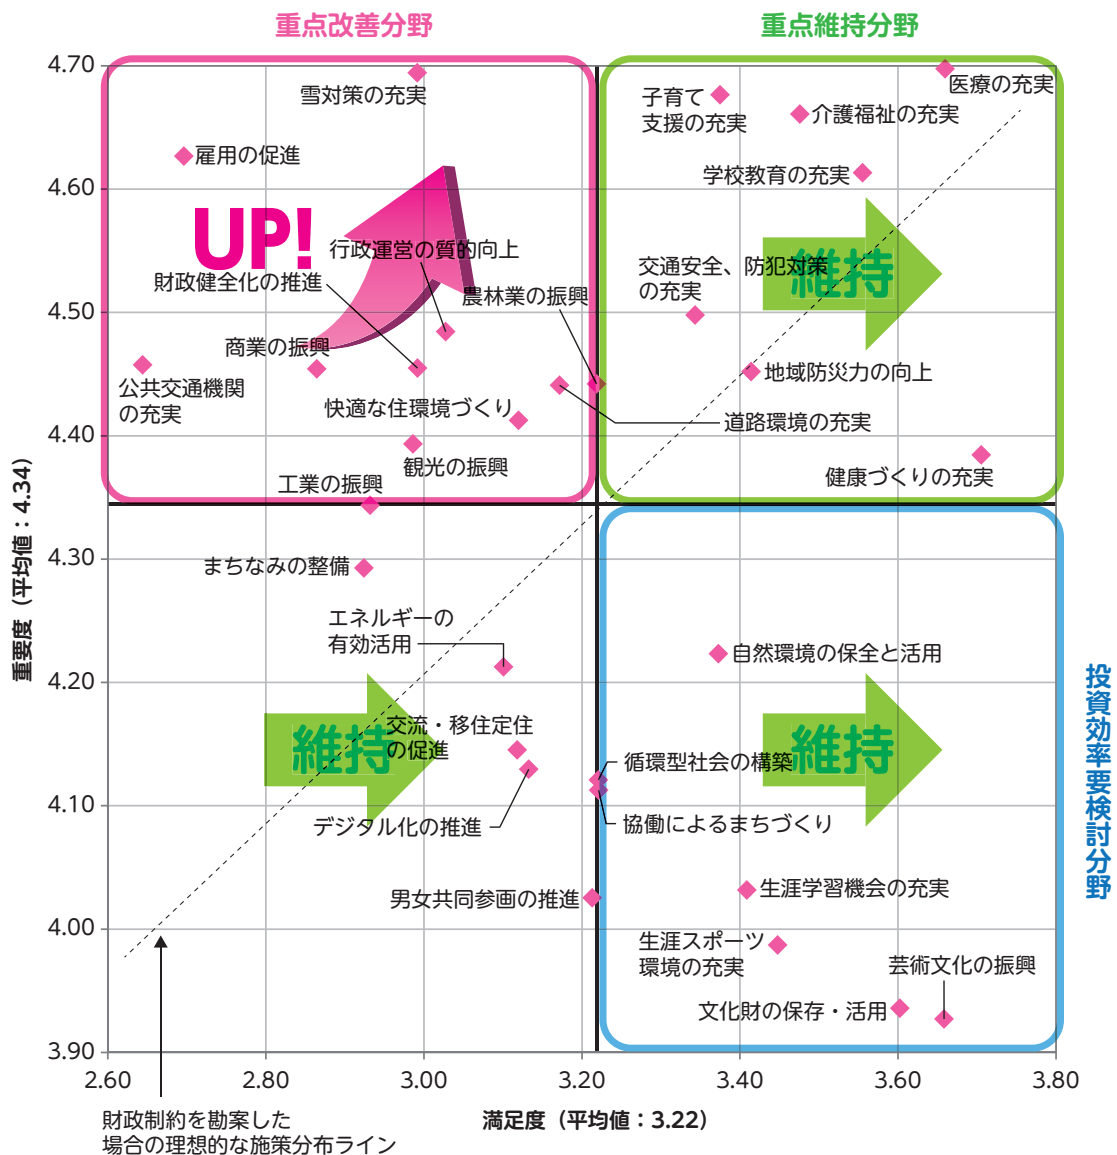 重点改善分野
重点維持分野
4.70
雪対策の充実
子育て
支援の充実
医療の充実
介護福祉の充実
雇用の促進
学校教育の充実
4.60
UP!
行政運営の質的向上
財政健全化の推進
農林業の振興
交通安全、防犯対策
の充実
維持
4.50
商業の振興
公共交通機関
の充実
快適な住環境づくり
地域防災力の向上
道路環境の充実
4.40
観光の振興
健康づくりの充実
工業の振興
重要度（平均値：4.34）
4.30
まちなみの整備
エネルギーの
有効活用
自然環境の保全と活用
4.20
維持
交流・移住定住
の促進
循環型社会の構築
維持
投資効率要検討分野
4.10
デジタル化の推進
協働によるまちづくり
男女共同参画の推進
生涯学習機会の充実
4.00
生涯スポーツ
環境の充実
芸術文化の振興
文化財の保存・活用
3.90
2.60
2.80
3.00
3.20
3.40
3.60
3.80
財政制約を勘案した
場合の理想的な施策分布ライン
満足度（平均値：3.22）